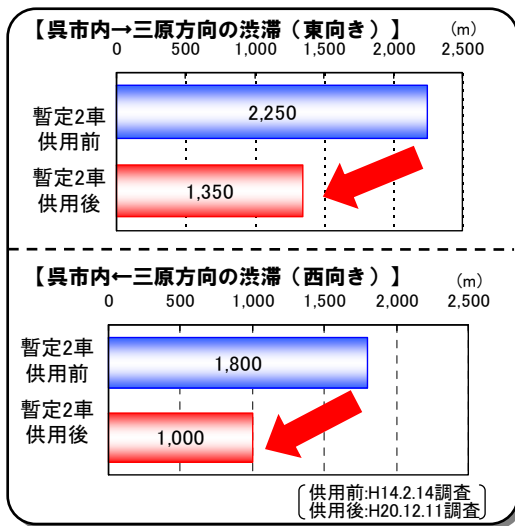 【呉市内→三原方向の渋滞（東向き）】 （m）
0 500 1,000 1,500 2,000 2,500
暫定2車
供用前
2,250
暫定2車
供用後
1,350
【呉市内←三原方向の渋滞（西向き）】 （m）
0 500 1,000 1,500 2,000 2,500
暫定2車
供用前
1,800
暫定2車
供用後
1,000
供用前:H14.2.14調査
供用後:H20.12.11調査